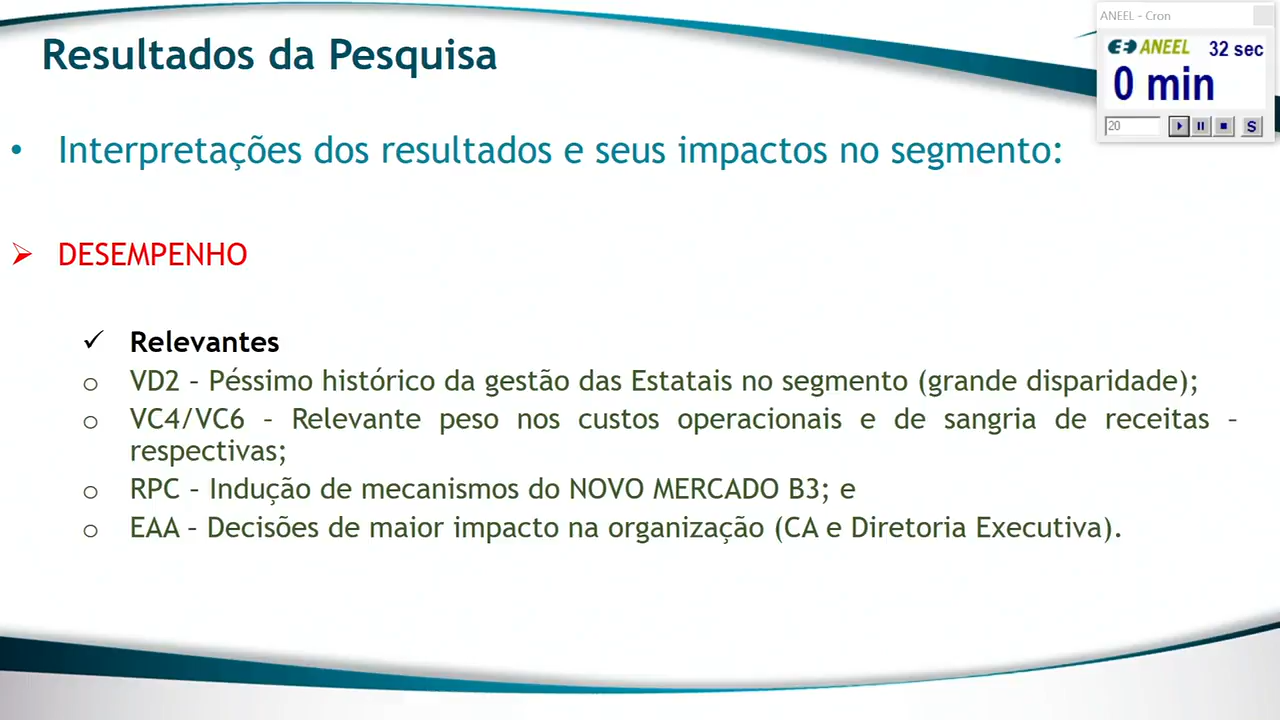 ANEEL - Cron
Resultados da Pesquisa
ANEEL 32 sec
0 min
20 S
• Interpretações dos resultados e seus impactos no segmento:
➢ DESEMPENHO
✓ Relevantes
o VD2 – Péssimo histórico da gestão das Estatais no segmento (grande disparidade);
o VC4/VC6 – Relevante peso nos custos operacionais e de sangria de receitas –
respectivas;
o RPC – Indução de mecanismos do NOVO MERCADO B3; e
o EAA – Decisões de maior impacto na organização (CA e Diretoria Executiva).